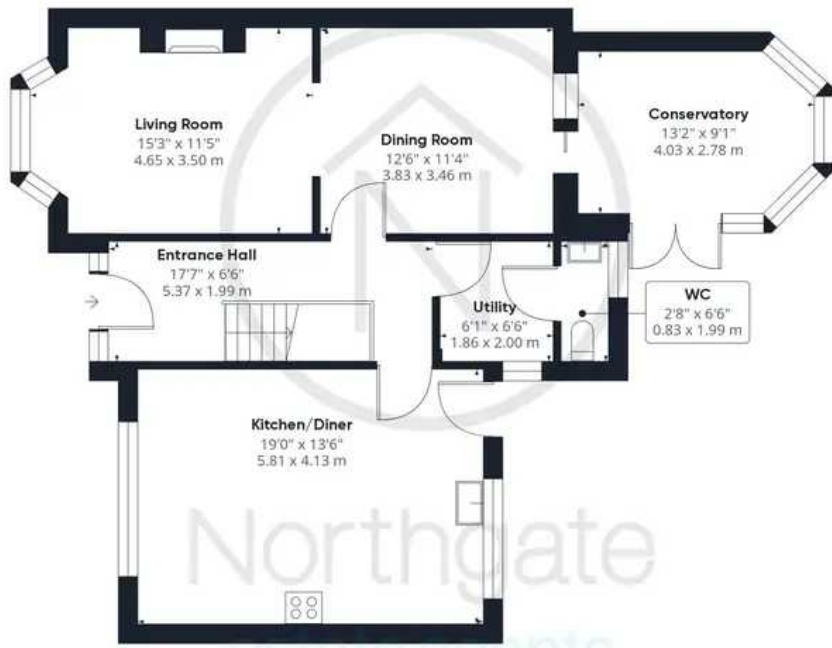 Living Room
15'3" x 11'5"
4.65 x 3.50 m
Dining Room
12'6" x 11'4"
3.83 x 3.46 m
Conservatory
13'2" x 9'1"
4.03 x 2.78 m
Entrance Hall
17'7" x 6'6"
5.37 x 1.99 m
Utility
6'1" x 6'6"
1.86 x 2.00 m
WC
2'8" x 6'6"
0.83 x 1.99 m
Kitchen/Diner
19'0" x 13'6"
5.81 x 4.13 m
Northgate